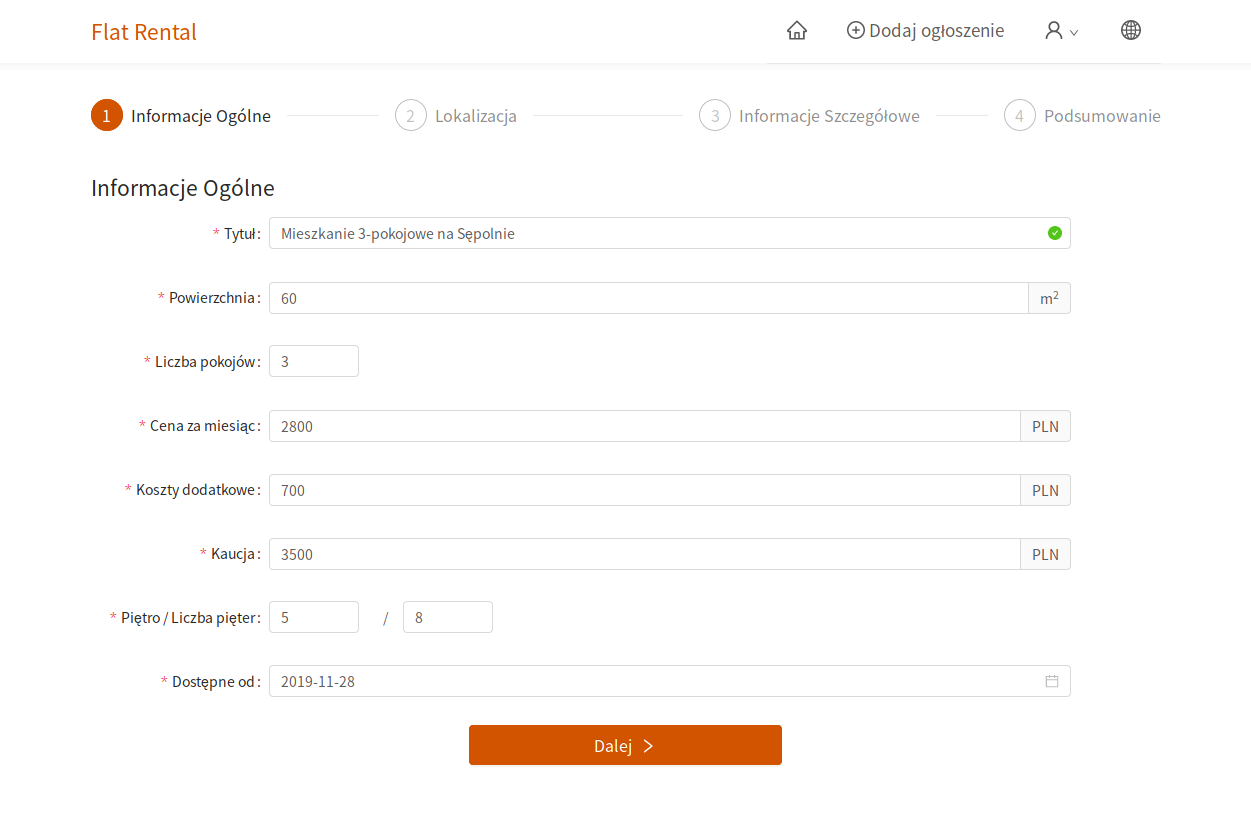 Flat Rental
Dodaj ogłoszenie
1 Informacje Ogólne
2 Lokalizacja
3 Informacje Szczegółowe
4 Podsumowanie
Informacje Ogólne
* Tytuł: Mieszkanie 3-pokojowe na Sępolnie
* Powierzchnia: 60 m²
* Liczba pokojów: 3
* Cena za miesiąc: 2800 PLN
* Koszty dodatkowe: 700 PLN
* Kaucja: 3500 PLN
* Piętro / Liczba pięter: 5 / 8
* Dostępne od: 2019-11-28
Dalej